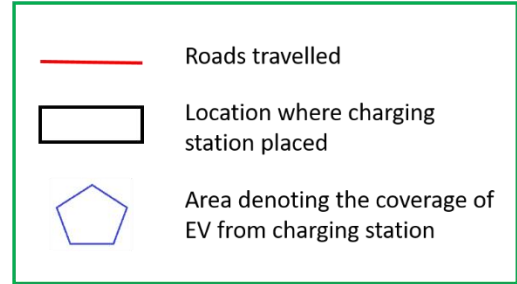 Roads travelled
Location where charging
station placed
Area denoting the coverage of
EV from charging station